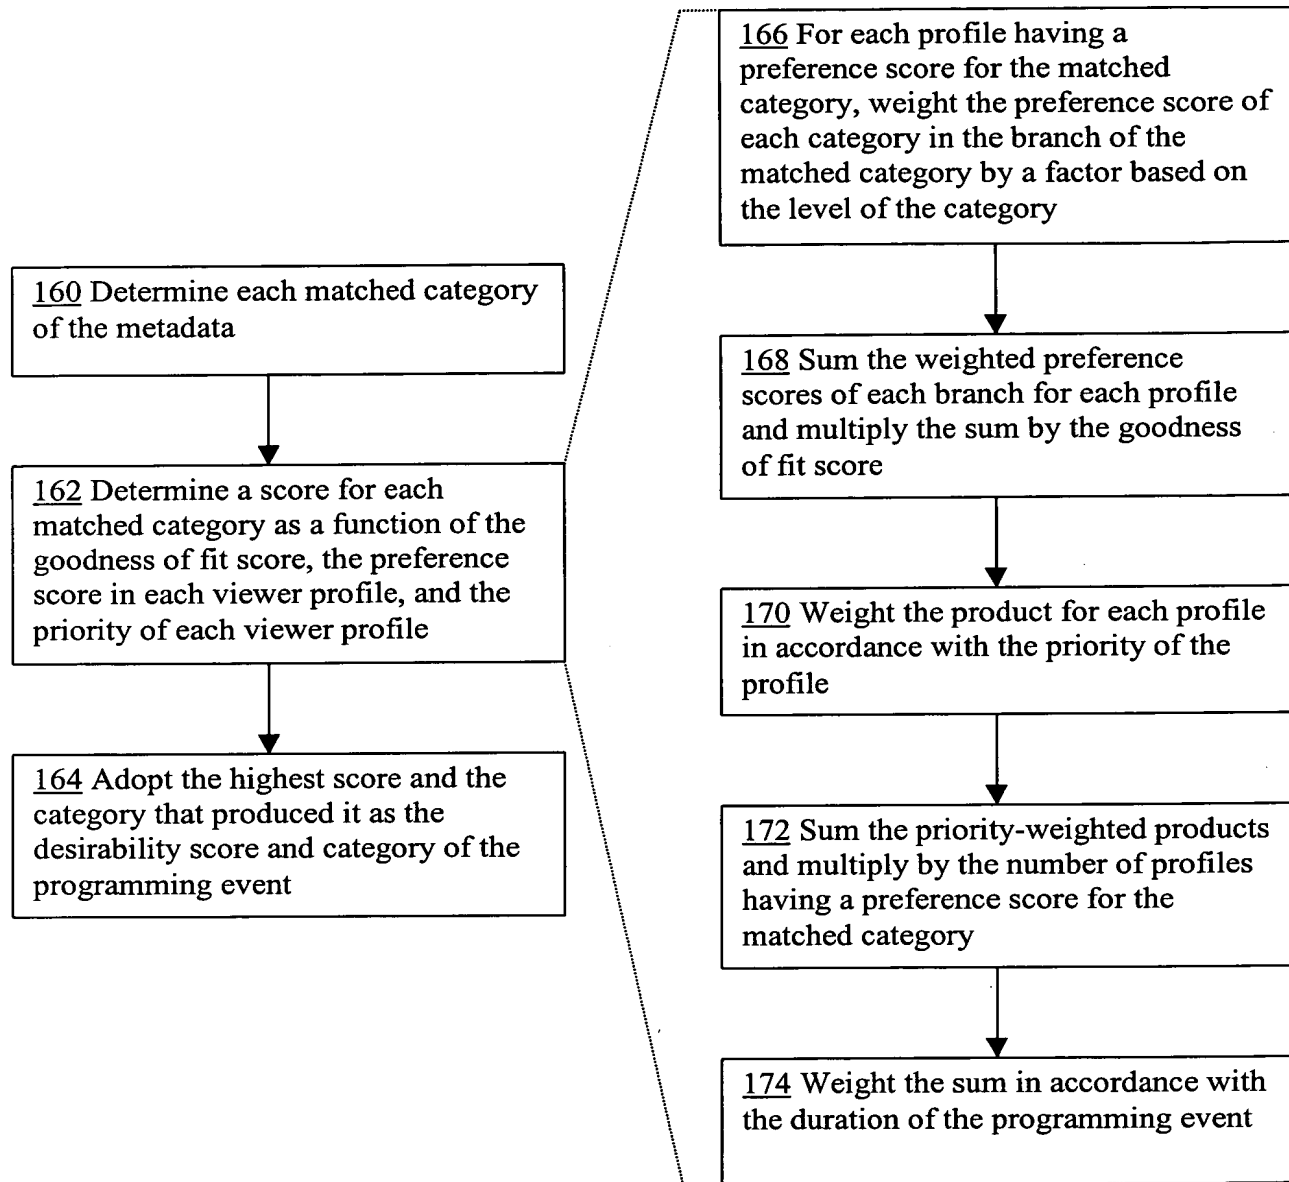 160 Determine each matched category
of the metadata
162 Determine a score for each
matched category as a function of the
goodness of fit score, the preference
score in each viewer profile, and the
priority of each viewer profile
164 Adopt the highest score and the
category that produced it as the
desirability score and category of the
programming event
166 For each profile having a
preference score for the matched
category, weight the preference score of
each category in the branch of the
matched category by a factor based on
the level of the category
168 Sum the weighted preference
scores of each branch for each profile
and multiply the sum by the goodness
of fit score
170 Weight the product for each profile
in accordance with the priority of the
profile
172 Sum the priority-weighted products
and multiply by the number of profiles
having a preference score for the
matched category
174 Weight the sum in accordance with
the duration of the programming event